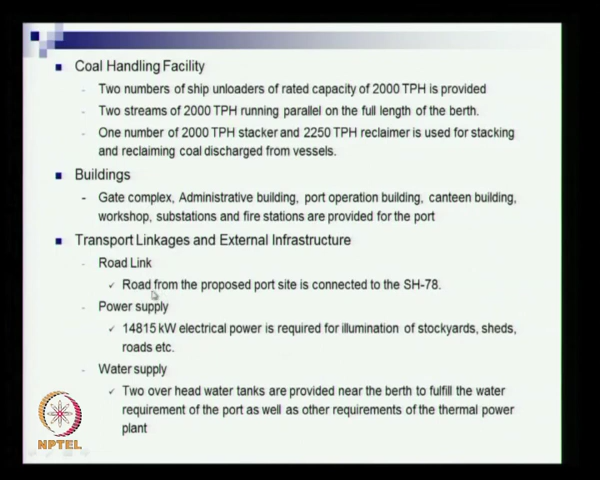 Coal Handling Facility
- Two numbers of ship unloaders of rated capacity of 2000 TPH is provided
- Two streams of 2000 TPH running parallel on the full length of the berth.
- One number of 2000 TPH stacker and 2250 TPH reclaimer is used for stacking
and reclaiming coal discharged from vessels.
Buildings
- Gate complex, Administrative building, port operation building, canteen building,
workshop, substations and fire stations are provided for the port
Transport Linkages and External Infrastructure
- Road Link
✓ Road from the proposed port site is connected to the SH-78.
- Power supply
✓ 14815 kW electrical power is required for illumination of stockyards, sheds,
roads etc.
- Water supply
✓ Two over head water tanks are provided near the berth to fulfill the water
requirement of the port as well as other requirements of the thermal power
plant
NPTEL